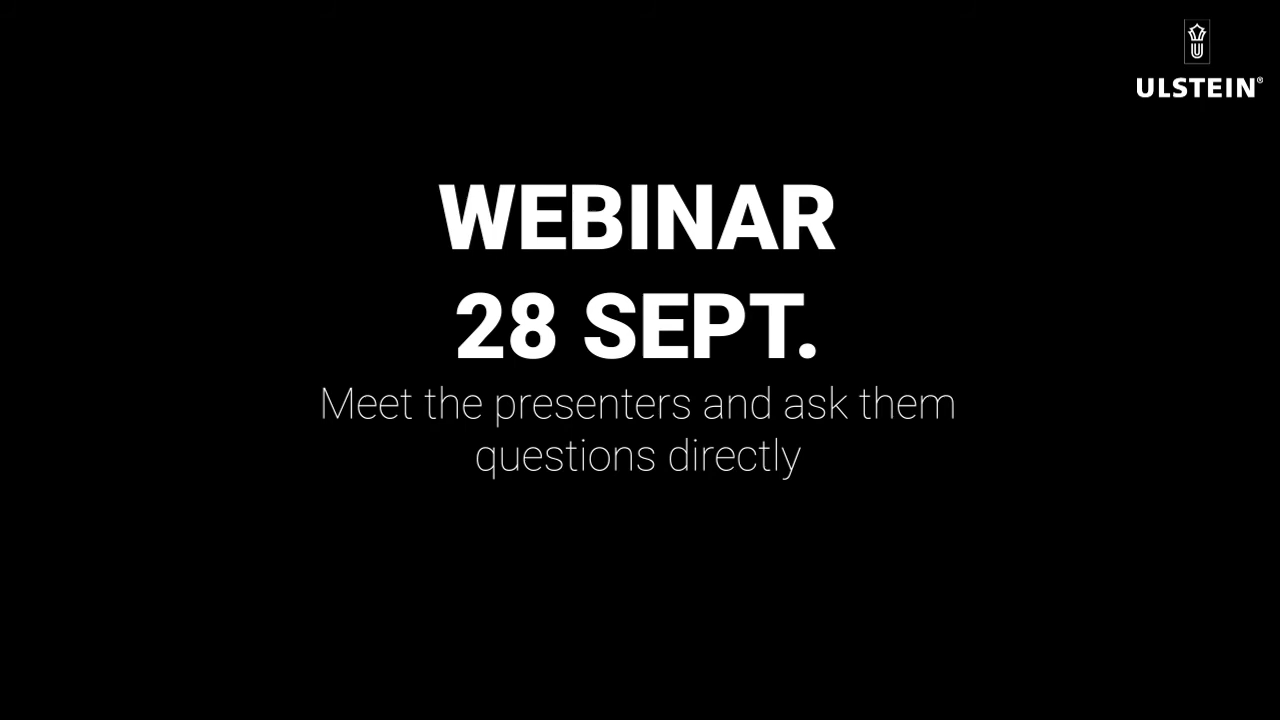 ULSTEIN®
WEBINAR
28 SEPT.
Meet the presenters and ask them
questions directly